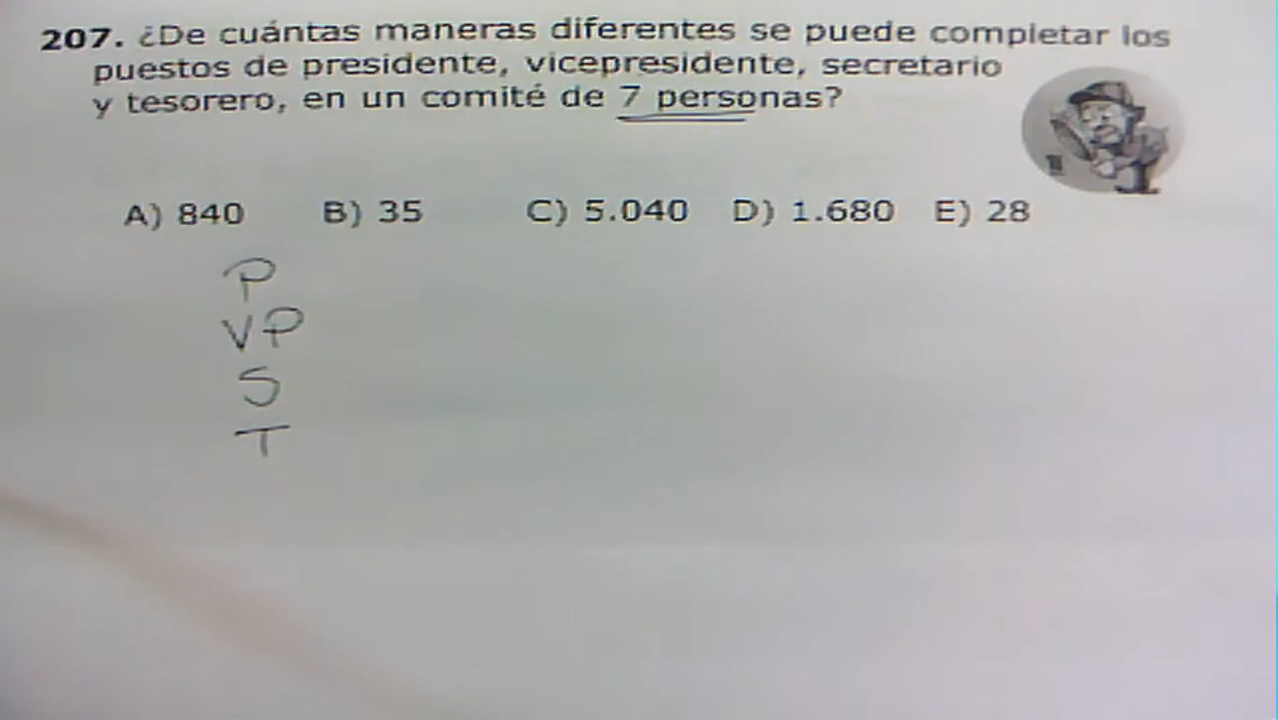 207. ¿De cuántas maneras diferentes se puede completar los
puestos de presidente, vicepresidente, secretario
y tesorero, en un comité de 7 personas?
A) 840 B) 35 C) 5.040 D) 1.680 E) 28
P
VP
S
T